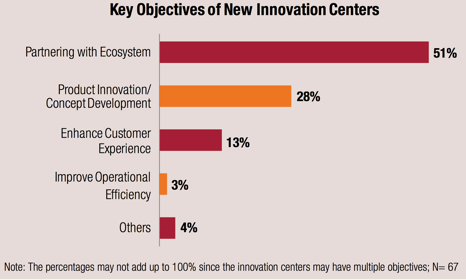 Key Objectives of New Innovation Centers
Partnering with Ecosystem
51%
Product Innovation/
Concept Development
28%
Enhance Customer
Experience
13%
Improve Operational
Efficiency
3%
Others
4%
Note: The percentages may not add up to 100% since the innovation centers may have multiple objectives; N= 67